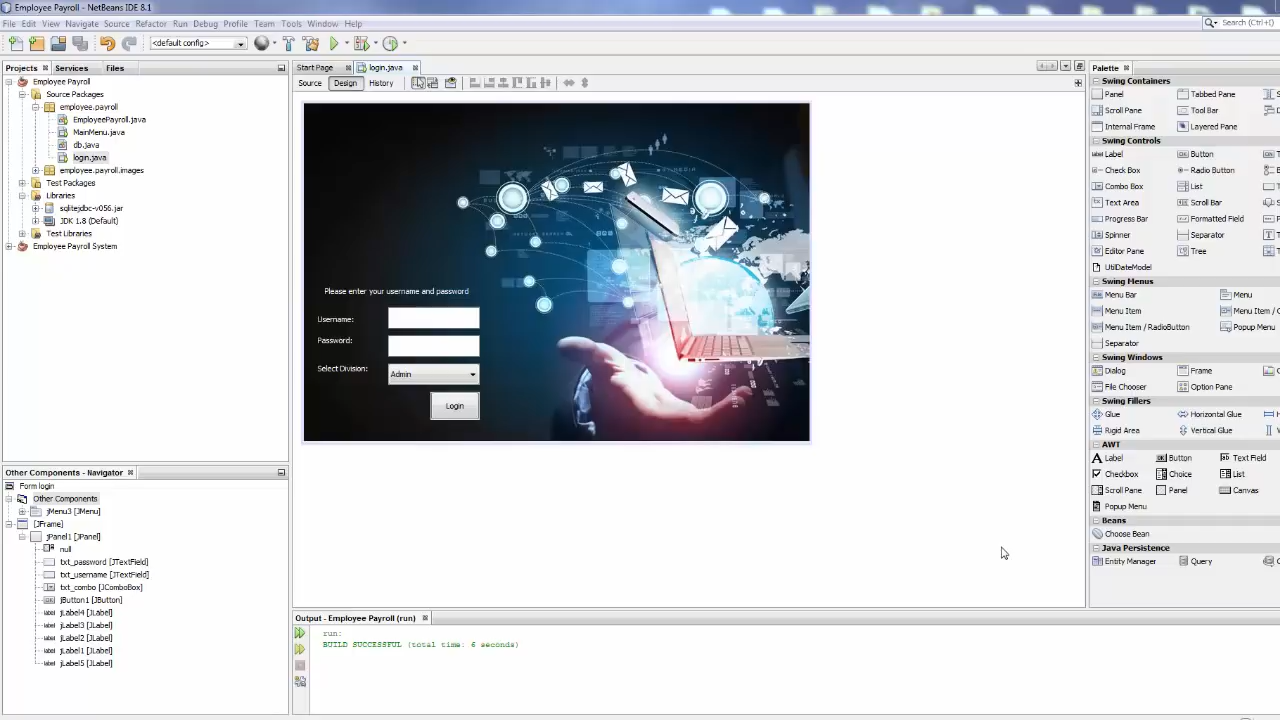 Employee Payroll - NetBeans IDE 8.1
File Edit View Navigate Source Refactor Run Debug Profile Team Tools Window Help
Search (Ctrl+I)
<default config>
Projects Services Files
Employee Payroll
Source Packages
employee.payroll
EmployeePayroll.java
MainMenu.java
db.java
login.java
employee.payroll.images
Test Packages
Libraries
sqlitejdbc-v056.jar
JDK 1.8 (Default)
Test Libraries
Employee Payroll System
Other Components - Navigator
Form login
Other Components
jMenu3 [JMenu]
[JFrame]
jPanel1 [JPanel]
null
txt_password [JTextField]
txt_username [JTextField]
txt_combo [JComboBox]
jButton1 [JButton]
jLabel4 [JLabel]
jLabel3 [JLabel]
jLabel2 [JLabel]
jLabel1 [JLabel]
jLabel5 [JLabel]
Start Page login.java
Source Design History
Please enter your username and password
Username:
Password:
Select Division: Admin
Login
Output - Employee Payroll (run)
run:
BUILD SUCCESSFUL (total time: 6 seconds)
Palette
Swing Containers
Panel Tabbed Pane
Scroll Pane Tool Bar
Internal Frame Layered Pane
Swing Controls
Label Button
Check Box Radio Button
Combo Box List
Text Area Scroll Bar
Progress Bar Formatted Field
Spinner Separator
Editor Pane Tree
UtilDateModel
Swing Menus
Menu Bar Menu
Menu Item Menu Item / C
Menu Item / RadioButton Popup Menu
Separator
Swing Windows
Dialog Frame
File Chooser Option Pane
Swing Fillers
Glue Horizontal Glue
Rigid Area Vertical Glue
AWT
Label Button Text Field
Checkbox Choice List
Scroll Pane Panel Canvas
Popup Menu
Beans
Choose Bean
Java Persistence
Entity Manager Query